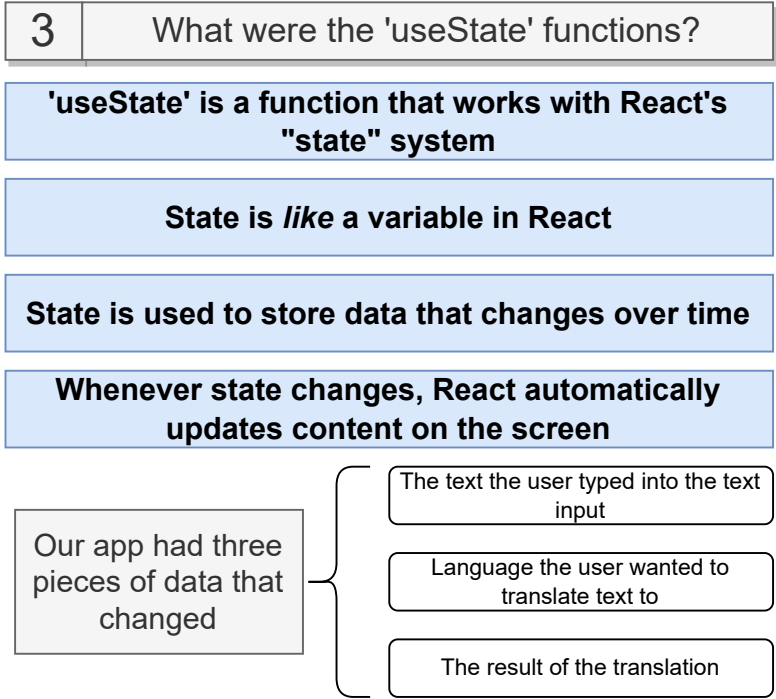 3
What were the 'useState' functions?
'useState' is a function that works with React's
"state" system
State is like a variable in React
State is used to store data that changes over time
Whenever state changes, React automatically
updates content on the screen
Our app had three
pieces of data that
changed
The text the user typed into the text
input
Language the user wanted to
translate text to
The result of the translation